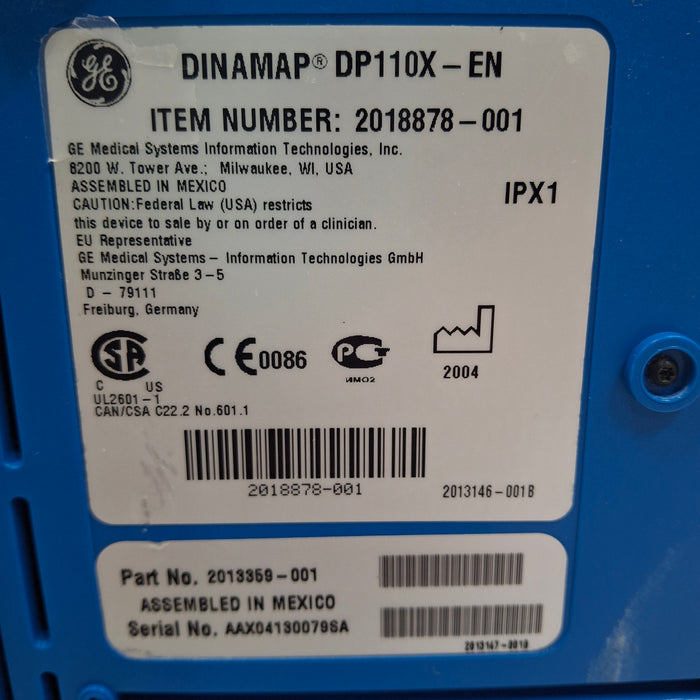 GE
DINAMAP® DP110X-EN
ITEM NUMBER: 2018878-001
GE Medical Systems Information Technologies, Inc.
8200 W. Tower Ave.; Milwaukee, WI, USA
ASSEMBLED IN MEXICO
CAUTION:Federal Law (USA) restricts
this device to sale by or on order of a clinician.
IPX1
EU Representative
GE Medical Systems - Information Technologies GmbH
Munzinger Straße 3-5
D - 79111
Freiburg, Germany
C US
UL2601-1
CAN/CSA C22.2 No.601.1
CE0086
ИМ02
2004
2018878-001
2013146-001B
Part No. 2013359-001
ASSEMBLED IN MEXICO
Serial No. AAX04130079SA